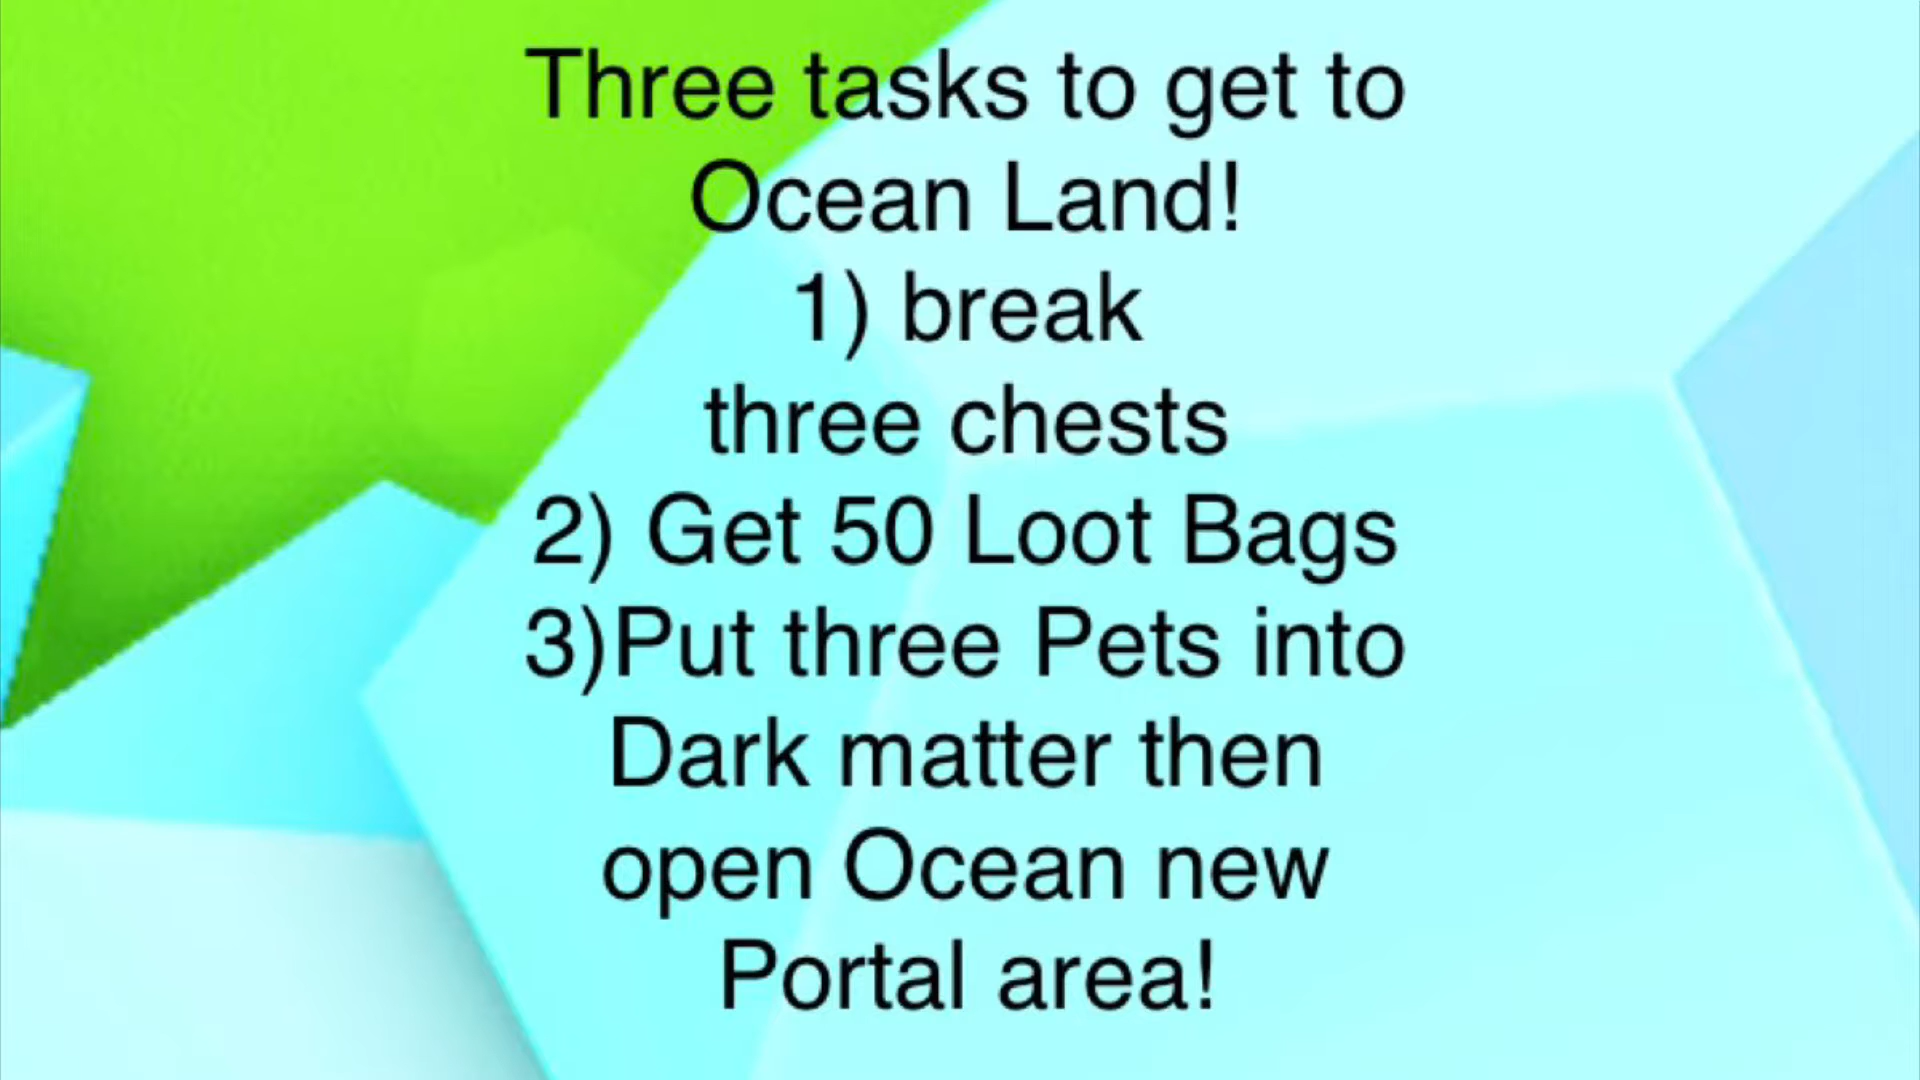 Three tasks to get to
Ocean Land!
1) break
three chests
2) Get 50 Loot Bags
3)Put three Pets into
Dark matter then
open Ocean new
Portal area!